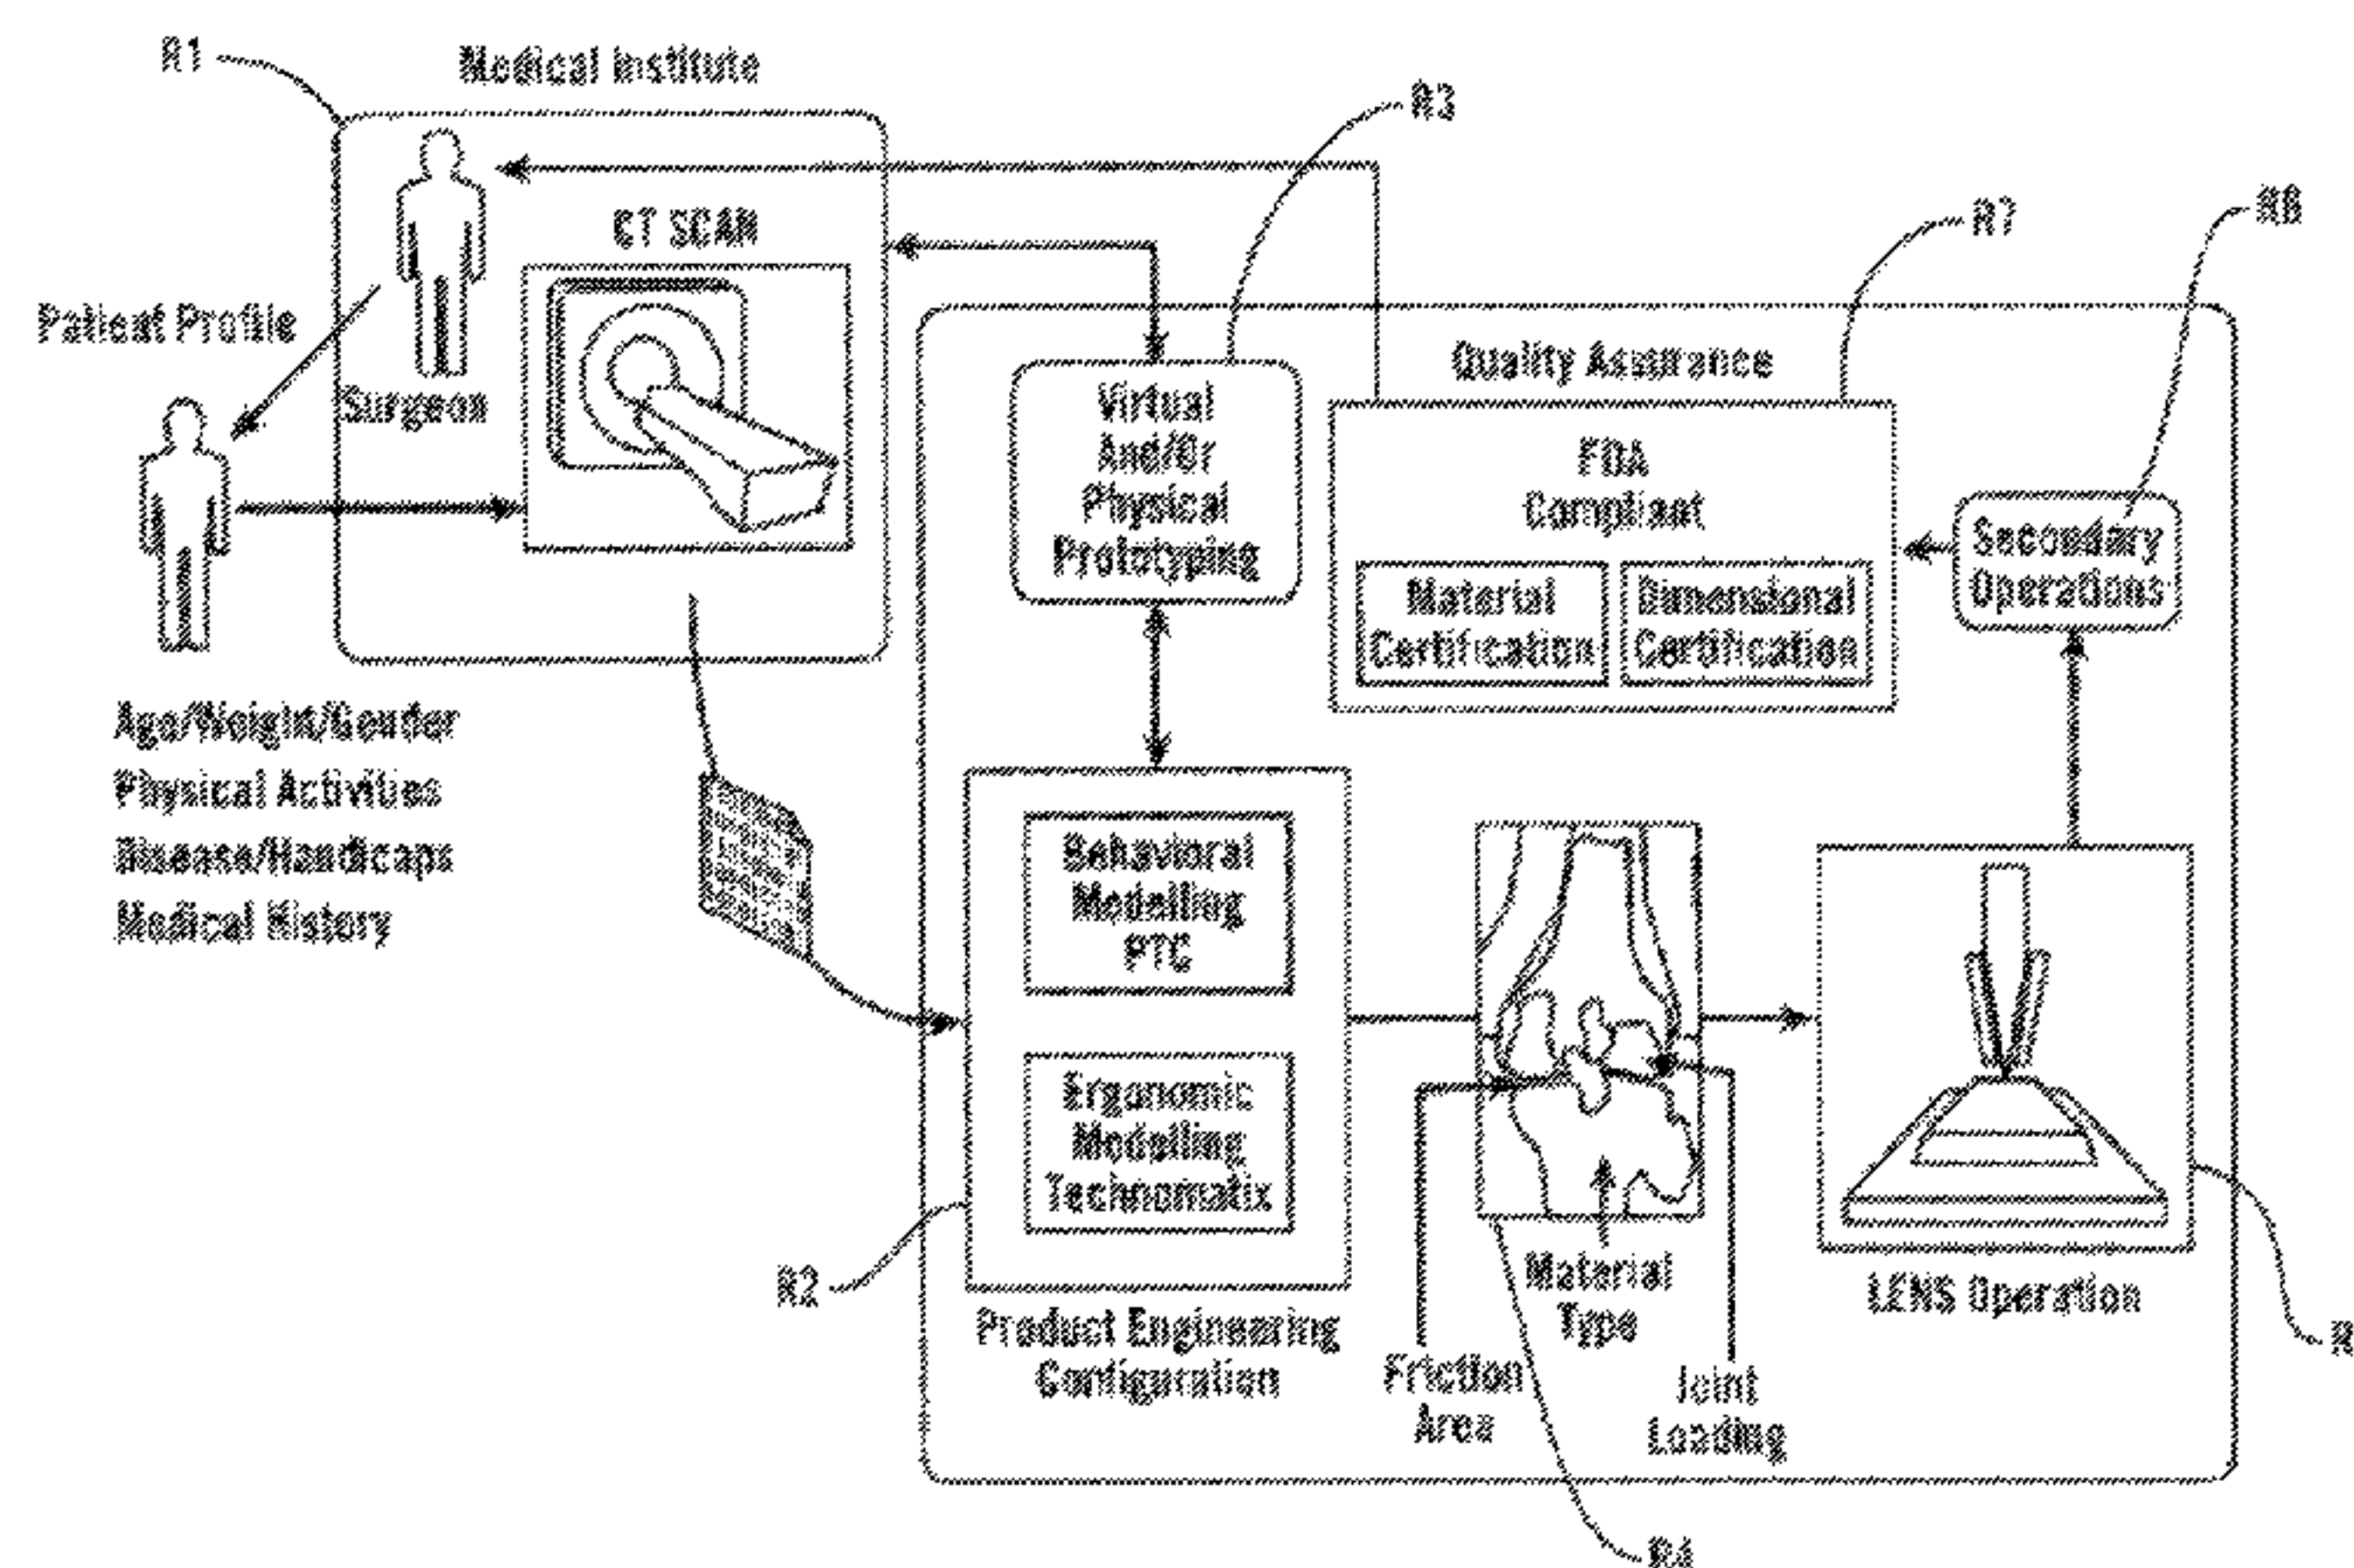 R1
Medical Institute
R3
R7
CT SCAN
Patient Profile
Surgeon
Quality Assurance
Virtual
And/Or
Physical
Prototyping
FDA
Compliant
Material
Certification
Dimensional
Certification
Secondary
Operations
Age/Weight/Gender
Physical Activities
Disease/Handicaps
Medical History
Behavioral
Modelling
PTC
Ergonomic
Modelling
Technomatix
R2
Product Engineering
Configuration
Material
Type
Friction
Area
Joint
Loading
LENS Operation
R
R4